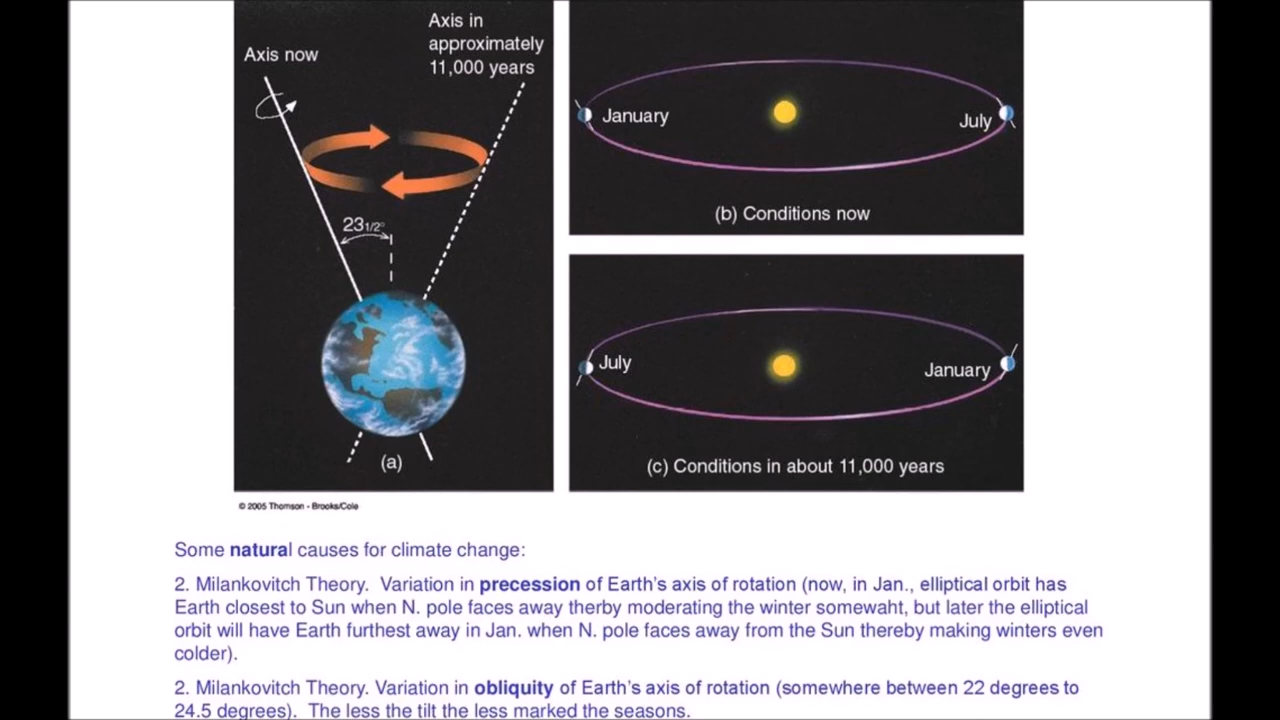 Axis now
Axis in
approximately
11,000 years
23 1/2°
(a)
January
July
(b) Conditions now
July
January
(c) Conditions in about 11,000 years
© 2005 Thomson - Brooks/Cole
Some natural causes for climate change:
2. Milankovitch Theory. Variation in precession of Earth's axis of rotation (now, in Jan., elliptical orbit has
Earth closest to Sun when N. pole faces away therby moderating the winter somewaht, but later the elliptical
orbit will have Earth furthest away in Jan. when N. pole faces away from the Sun thereby making winters even
colder).
2. Milankovitch Theory. Variation in obliquity of Earth's axis of rotation (somewhere between 22 degrees to
24.5 degrees). The less the tilt the less marked the seasons.